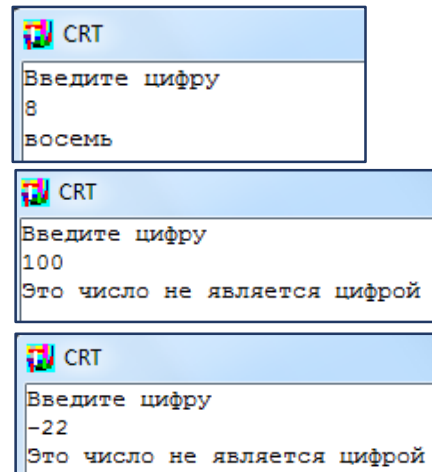 CRT
Введите цифру
8
восемь
CRT
Введите цифру
100
Это число не является цифрой
CRT
Введите цифру
-22
Это число не является цифрой